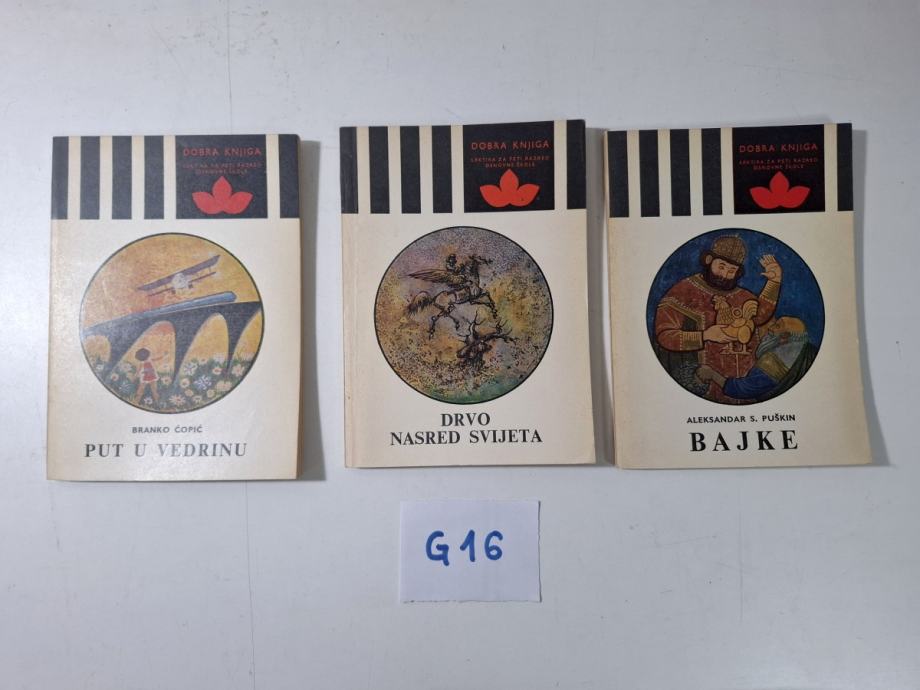 DOBRA KNJIGA
LEKTIRA ZA PETI RAZRED
OSNOVNE ŠKOLE
BRANKO ĆOPIĆ
PUT U VEDRINU
DOBRA KNJIGA
LEKTIRA ZA PETI RAZRED
OSNOVNE ŠKOLE
DRVO
NASRED SVIJETA
DOBRA KNJIGA
LEKTIRA ZA PETI RAZRED
OSNOVNE ŠKOLE
ALEKSANDAR S. PUŠKIN
BAJKE
G16